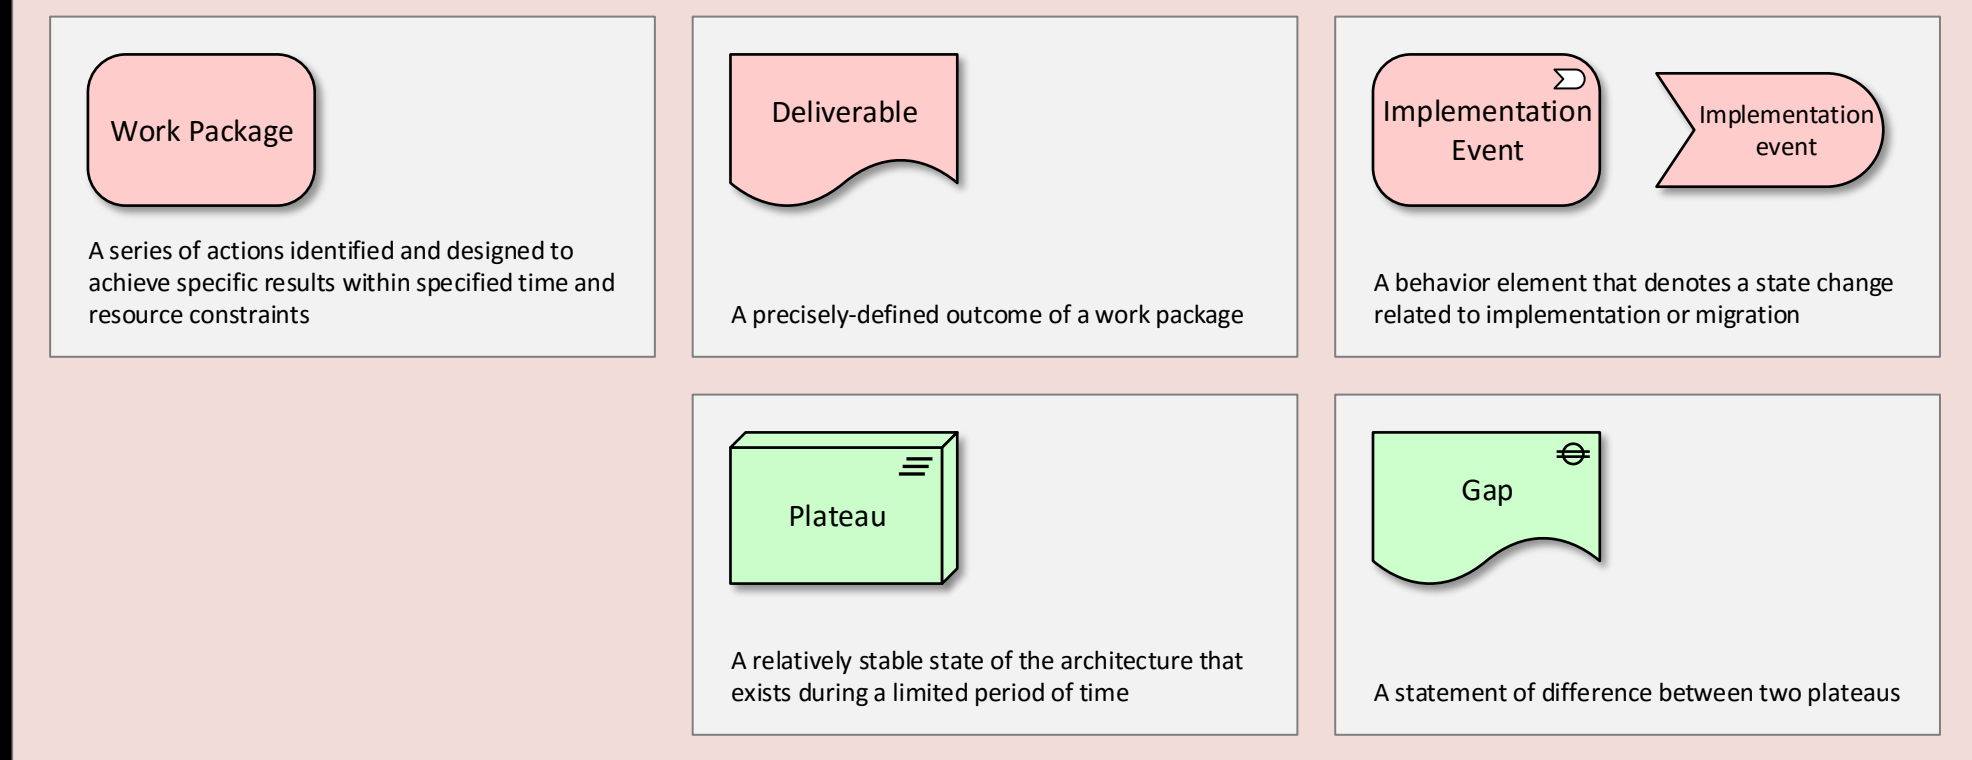 Work Package
A series of actions identified and designed to
achieve specific results within specified time and
resource constraints
Deliverable
A precisely-defined outcome of a work package
Implementation
Event
Implementation
event
A behavior element that denotes a state change
related to implementation or migration
Plateau
A relatively stable state of the architecture that
exists during a limited period of time
Gap
A statement of difference between two plateaus